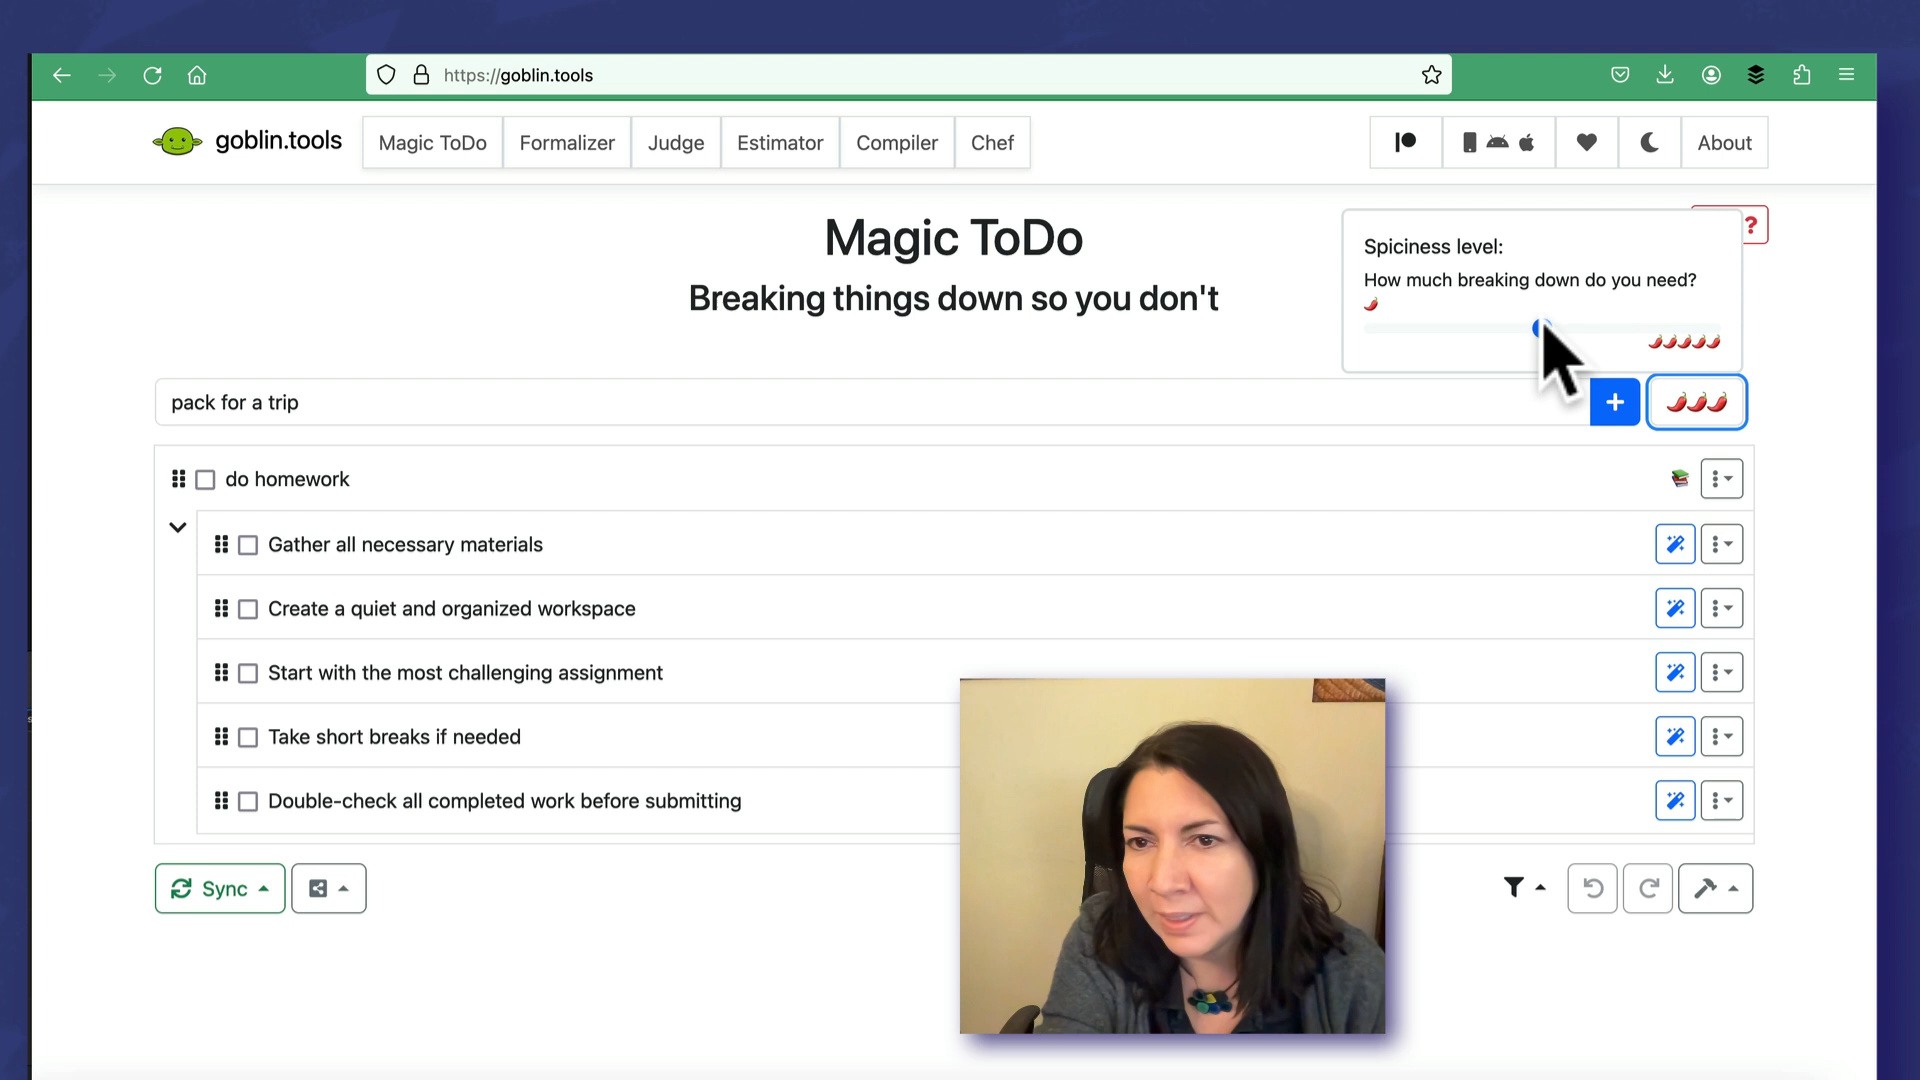 https://goblin.tools
goblin.tools
Magic ToDo
Formalizer
Judge
Estimator
Compiler
Chef
About
Magic ToDo
Breaking things down so you don't
?
Spiciness level:
How much breaking down do you need?
pack for a trip
+
do homework
Gather all necessary materials
Create a quiet and organized workspace
Start with the most challenging assignment
Take short breaks if needed
Double-check all completed work before submitting
Sync